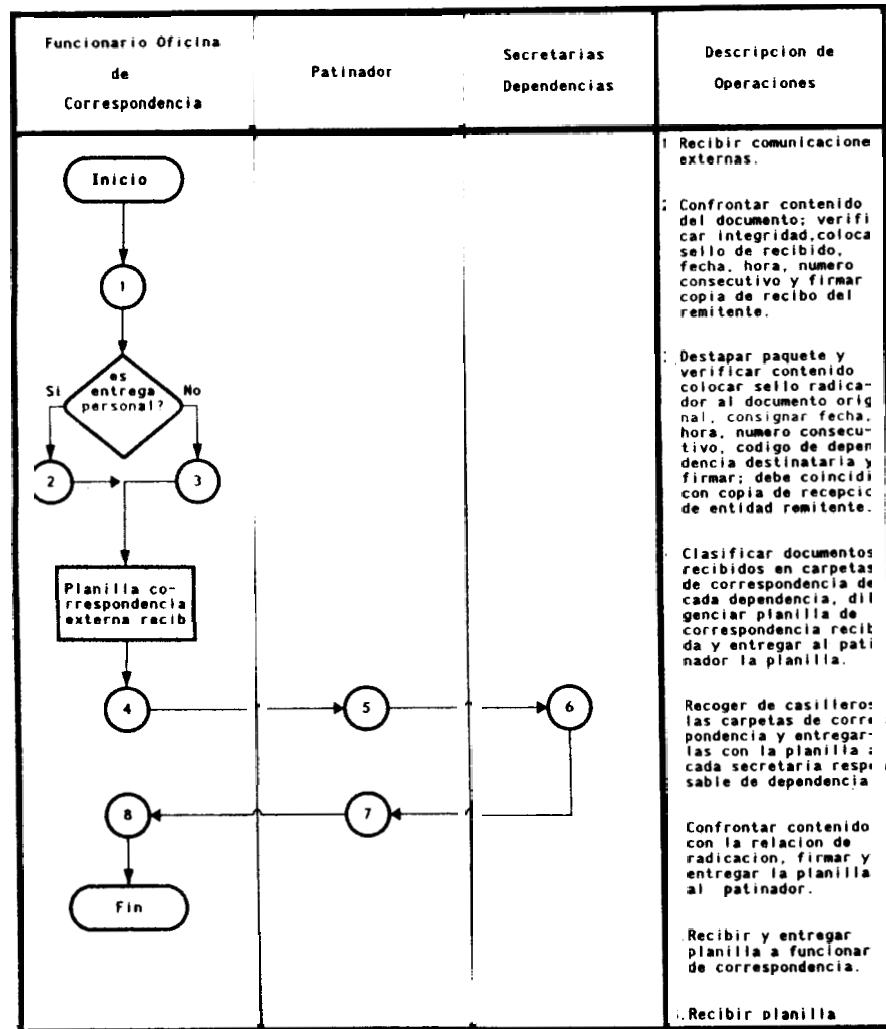 Funcionario Oficina
de
Correspondencia
Patinador
Secretarias
Dependencias
Descripcion de
Operaciones
Inicio
1
es
entrega
personal?
Si
No
2
3
Planilla co-
rrespondencia
externa recib
4
5
6
8
7
Fin
1 Recibir comunicacione
externas.
Confrontar contenido
del documento; verifi
car integridad,coloca
sello de recibido,
fecha, hora, numero
consecutivo y firmar
copia de recibo del
remitente.
Destapar paquete y
verificar contenido
colocar sello radica-
dor al documento orig
nal, consignar fecha,
hora, numero consecu-
tivo, codigo de depen
dencia destinataria y
firmar; debe coincidi
con copia de recepcio
de entidad remitente.
Clasificar documentos
recibidos en carpetas
de correspondencia de
cada dependencia, dil
genciar planilla de
correspondencia recib
da y entregar al pati
nador la planilla.
Recoger de casilleros
las carpetas de corre
pondencia y entregar-
las con la planilla a
cada secretaria respo
sable de dependencia
Confrontar contenido
con la relacion de
radicacion, firmar y
entregar la planilla
al patinador.
Recibir y entregar
planilla a funcionar
de correspondencia.
Recibir planilla